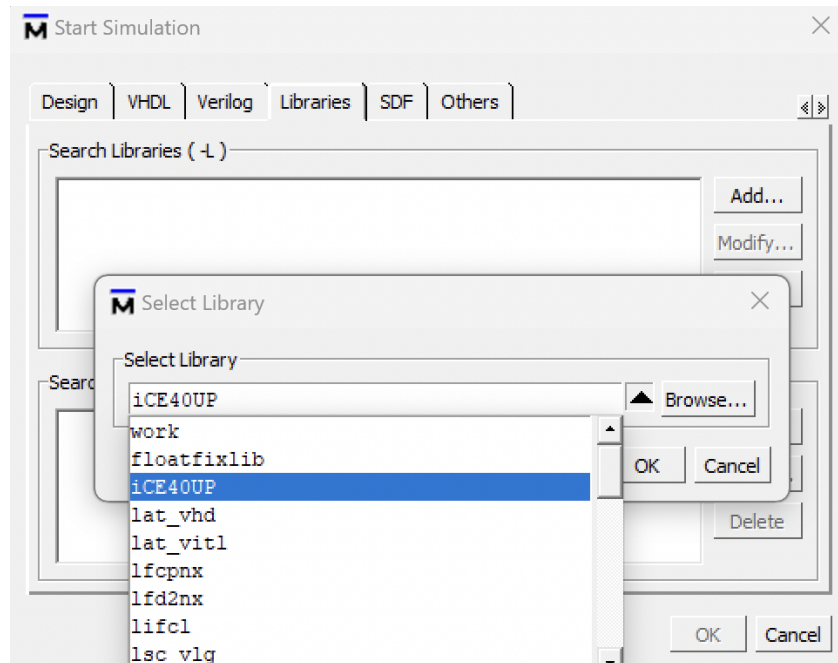 Start Simulation
Design VHDL Verilog Libraries SDF Others
Search Libraries ( -L )
Add...
Modify...
Select Library
Select Library
iCE40UP
Browse...
work
floatfixlib
iCE40UP
lat_vhd
lat_vitl
lfcpnx
lfd2nx
lifcl
lsc_vlg
OK Cancel
Searc
Delete
OK Cancel